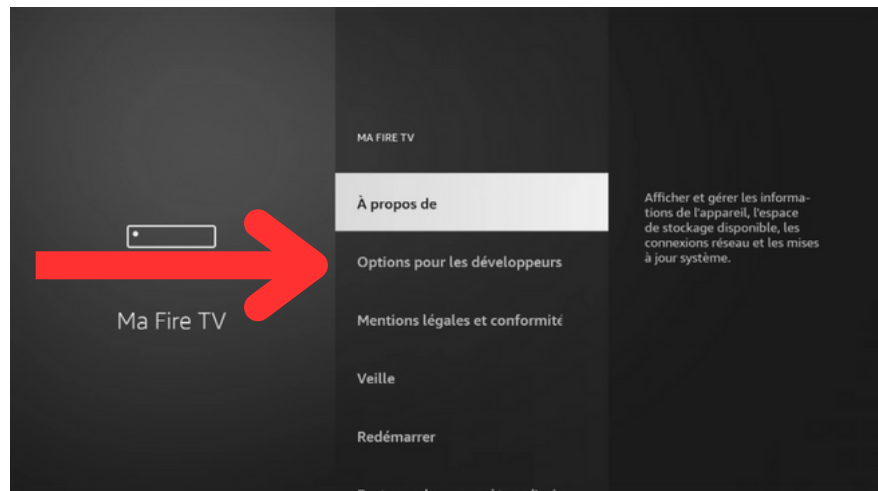 MA FIRE TV
À propos de
Options pour les développeurs
Mentions légales et conformité
Veille
Redémarrer
Ma Fire TV
Afficher et gérer les informa-
tions de l'appareil, l'espace
de stockage disponible, les
connexions réseau et les mises
à jour système.